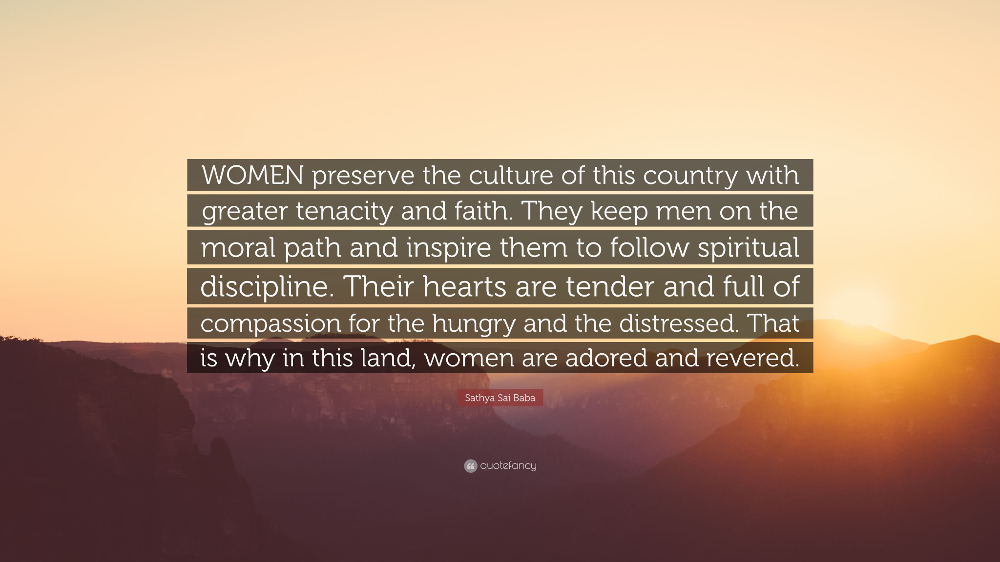 WOMEN preserve the culture of this country with
greater tenacity and faith. They keep men on the
moral path and inspire them to follow spiritual
discipline. Their hearts are tender and full of
compassion for the hungry and the distressed. That
is why in this land, women are adored and revered.
Sathya Sai Baba
quotefancy